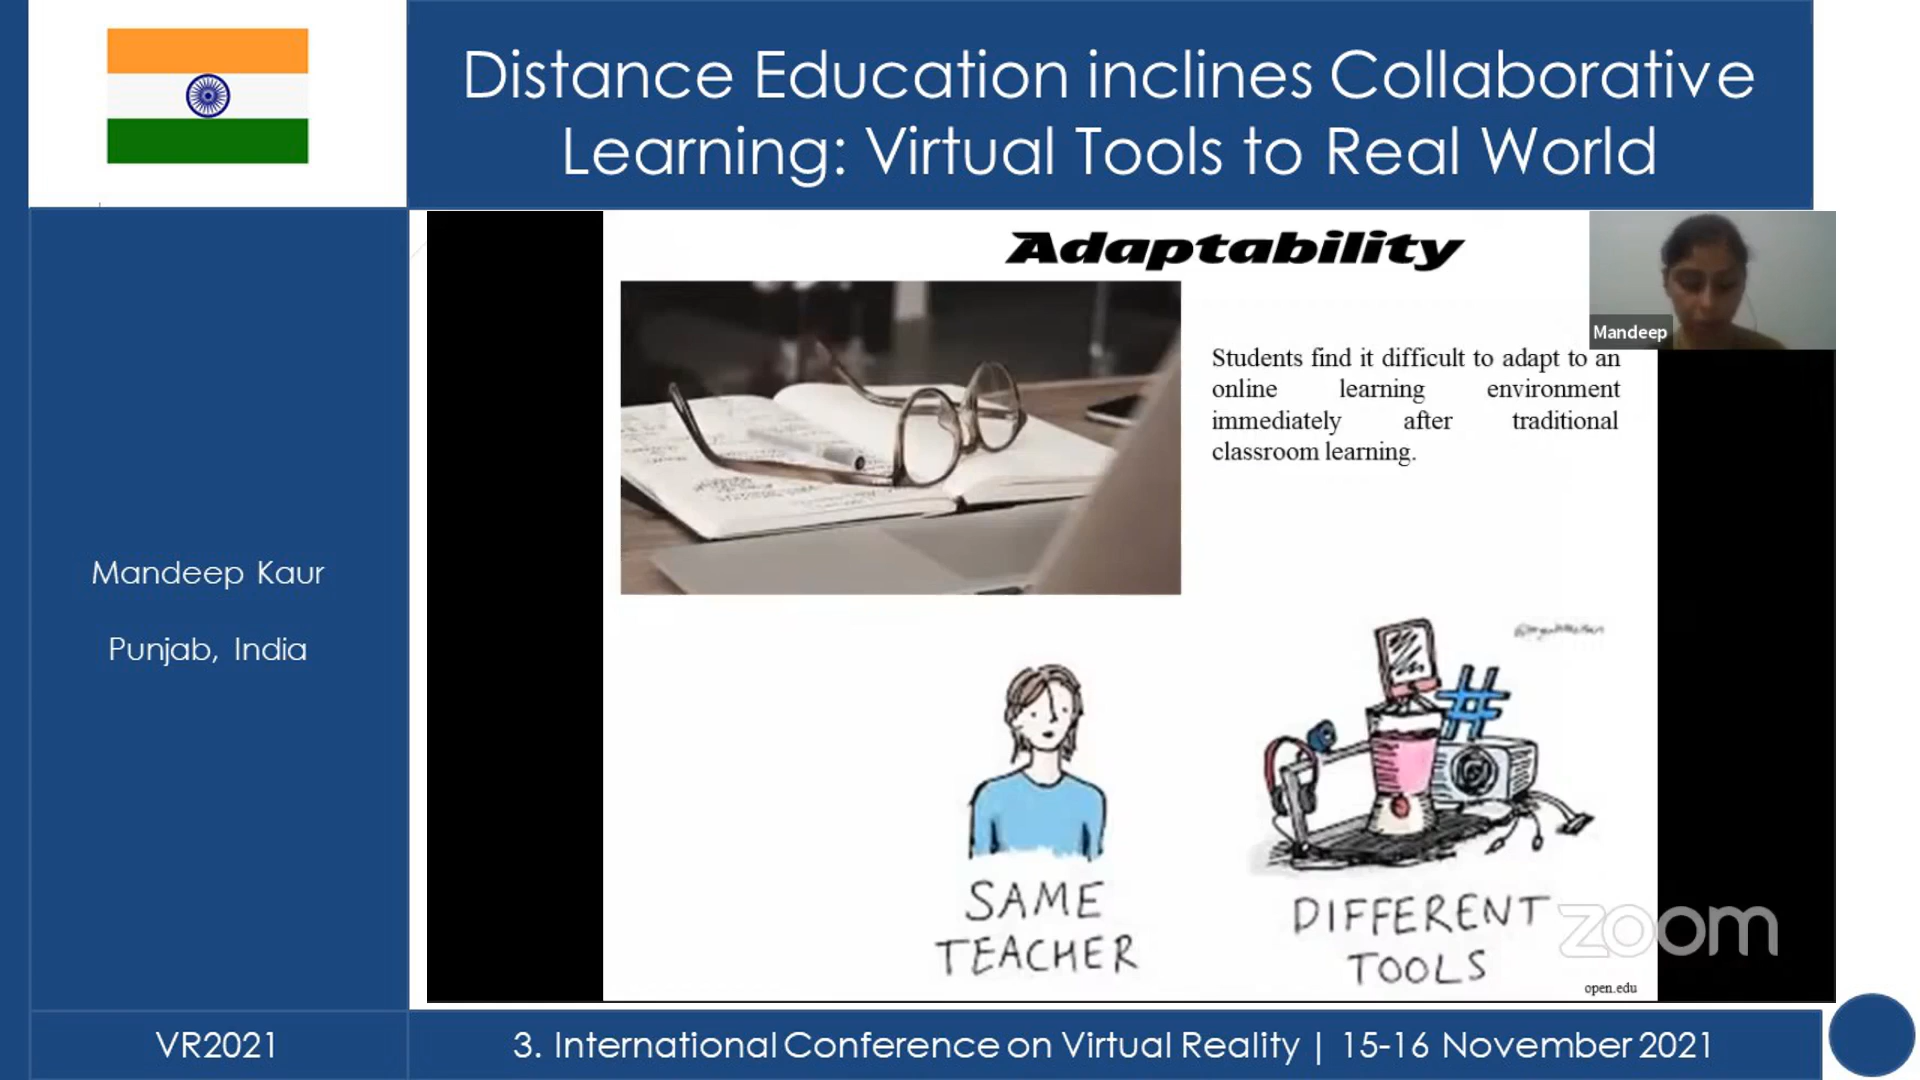 Distance Education inclines Collaborative
Learning: Virtual Tools to Real World
Adaptability
Mandeep
Students find it difficult to adapt to an
online learning environment
immediately after traditional
classroom learning.
Mandeep Kaur
Punjab, India
SAME
TEACHER
DIFFERENT
TOOLS
zoom
open.edu
VR2021
3. International Conference on Virtual Reality | 15-16 November 2021